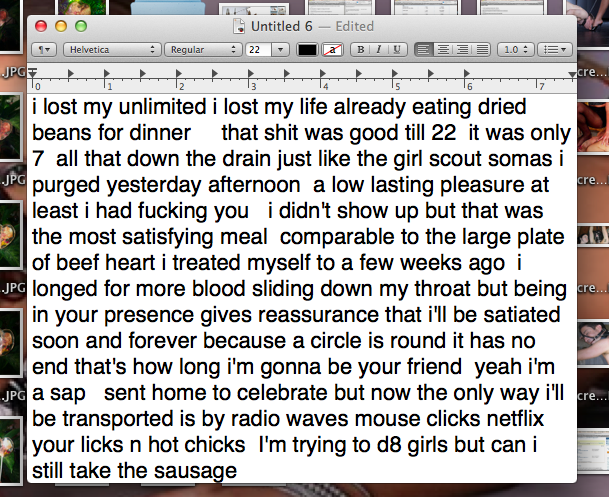 Untitled 6 — Edited
¶ Helvetica Regular 22 a B I U 1.0
0 1 2 3 4 5 6 7
i lost my unlimited i lost my life already eating dried
beans for dinner     that shit was good till 22  it was only
7  all that down the drain just like the girl scout somas i
purged yesterday afternoon  a low lasting pleasure at
least i had fucking you   i didn't show up but that was
the most satisfying meal  comparable to the large plate
of beef heart i treated myself to a few weeks ago  i
longed for more blood sliding down my throat but being
in your presence gives reassurance that i'll be satiated
soon and forever because a circle is round it has no
end that's how long i'm gonna be your friend  yeah i'm
a sap   sent home to celebrate but now the only way i'll
be transported is by radio waves mouse clicks netflix
your licks n hot chicks  I'm trying to d8 girls but can i
still take the sausage
.JPG
.JPG
.JPG
.JPG
.JPG
cre...
cre...
cre...
cre...